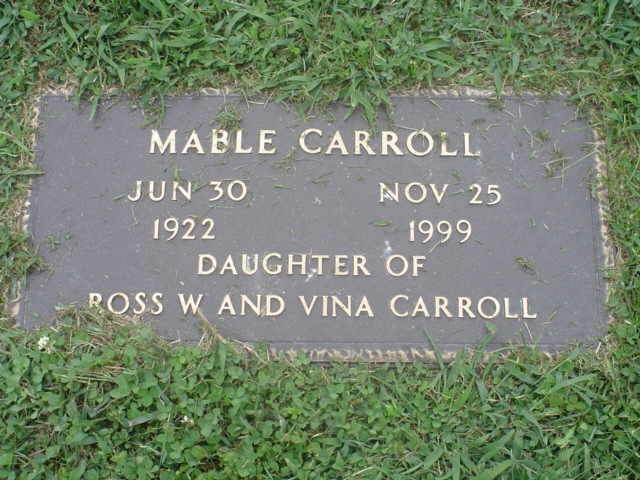 MABLE CARROLL
JUN 30 NOV 25
1922 1999
DAUGHTER OF
ROSS W AND VINA CARROLL